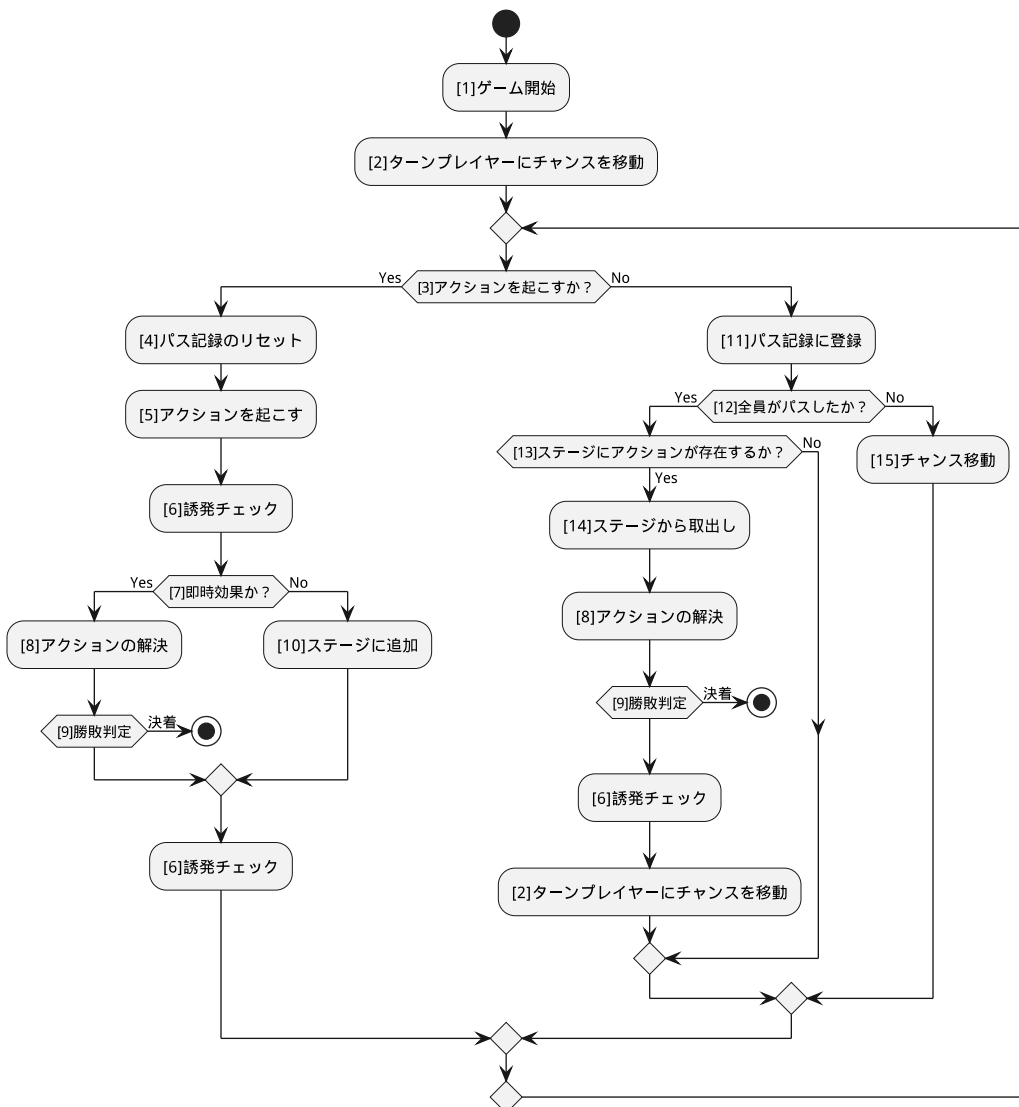 [1]ゲーム開始
[2]ターンプレイヤーにチャンスを移動
[3]アクションを起こすか？
Yes
No
[4]パス記録のリセット
[5]アクションを起こす
[6]誘発チェック
[7]即時効果か？
Yes
No
[8]アクションの解決
[9]勝敗判定
決着
[10]ステージに追加
[6]誘発チェック
[11]パス記録に登録
[12]全員がパスしたか？
Yes
No
[13]ステージにアクションが存在するか？
Yes
No
[14]ステージから取出し
[8]アクションの解決
[9]勝敗判定
決着
[6]誘発チェック
[2]ターンプレイヤーにチャンスを移動
[15]チャンス移動